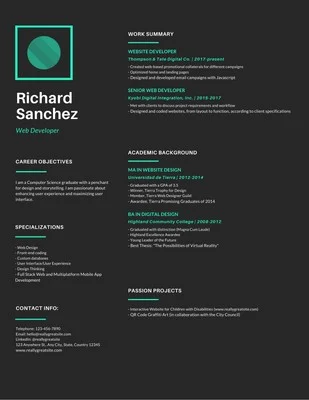 Richard
Sanchez
Web Developer
CAREER OBJECTIVES
I am a Computer Science graduate with a penchant
for design and storytelling. I am passionate about
enhancing user experience and maximizing user
interface.
SPECIALIZATIONS
- Web Design
- Front-end coding
- Custom databases
- User Interface/User Experience
- Design Thinking
- Full Stack Web and Multiplatform Mobile App
Development
CONTACT INFO:
Telephone: 123-456-7890
Email: hello@reallygreatsite.com
LinkedIn: @reallygreatsite
123 Anywhere St., Any City, State, Country 12345
www.reallygreatsite.com
WORK SUMMARY
WEBSITE DEVELOPER
Thompson & Tale Digital Co. | 2017-present
- Created web-based promotional collaterals for different campaigns
- Optimized home and landing pages
- Designed and developed email campaigns with Javascript
SENIOR WEB DEVELOPER
Digital Integration, Inc. | 2015-2017
- Met with clients to discuss project requirements and workflow
- Designed and coded websites, from layout to function, according to client specifications
ACADEMIC BACKGROUND
MA IN WEBSITE DESIGN
Universidad de Tierra | 2012-2014
- Graduated with a GPA of 3.5
- Winner, Tierra Trophy for Design
- Member, Tierra Web Designer Guild
- Awardee, Tierra Promising Graduates of 2014
BA IN DIGITAL DESIGN
Highland Community College | 2008-2012
- Graduated with distinction (Magna Cum Laude)
- Highland Excellence Awardee
- Young Leader of the Future
- Best Thesis: "The Possibilities of Virtual Reality"
PASSION PROJECTS
- Interactive Website for Children with Disabilities (www.reallygreatsite.com)
- QR Code Graffiti Art (in collaboration with the City Council)